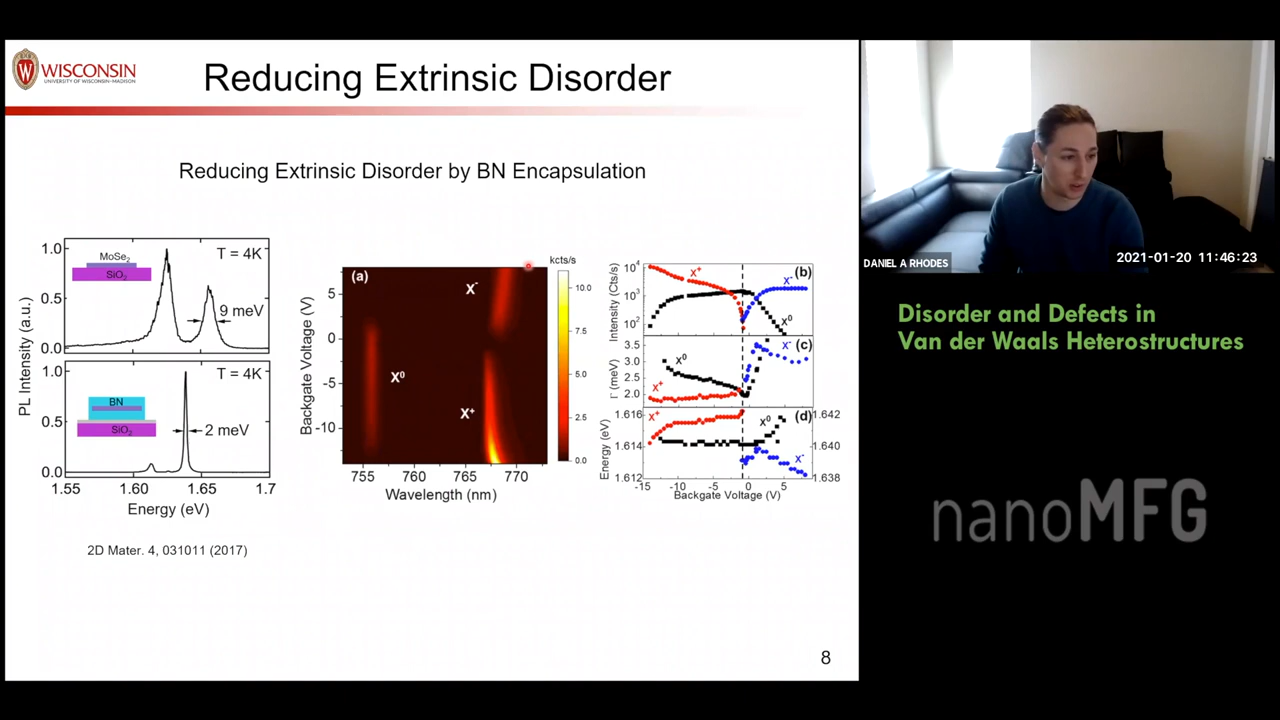 WISCONSIN
UNIVERSITY OF WISCONSIN-MADISON
Reducing Extrinsic Disorder
Reducing Extrinsic Disorder by BN Encapsulation
1.0
MoSe₂
SiO₂
T = 4K
0.5
9 meV
0.0
1.0
T = 4K
BN
0.5
SiO₂
2 meV
0.0
1.55 1.60 1.65 1.7
PL Intensity (a.u.)
Energy (eV)
2D Mater. 4, 031011 (2017)
(a)
kcts/s
X⁻
X⁰
X⁺
5
0
-5
-10
Backgate Voltage (V)
755 760 765 770
Wavelength (nm)
10.0
7.5
5.0
2.5
0.0
10⁴
10³
10²
Intensity (Cts/s)
X⁺
(b)
X⁻
X⁰
3.5
3.0
2.5
2.0
Γ (meV)
X⁰
X⁺
X⁻
(c)
1.616
1.614
1.612
Energy (eV)
X⁺
X⁰
(d)
X⁻
1.642
1.640
1.638
-15 -10 -5 0 5
Backgate Voltage (V)
8
DANIEL A RHODES
2021-01-20 11:46:23
Disorder and Defects in
Van der Waals Heterostructures
nanoMFG